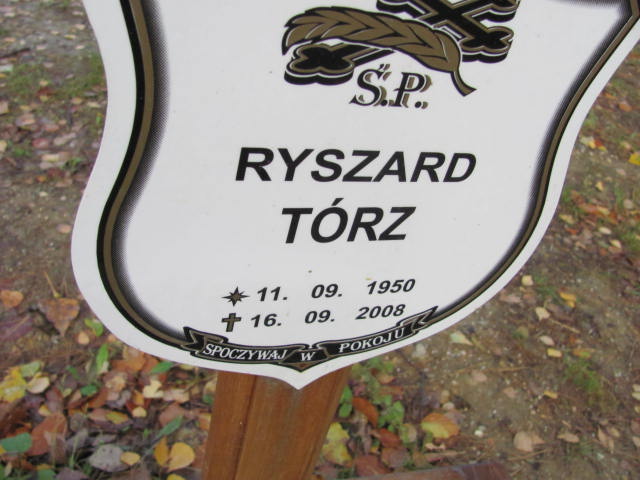 Ś.P.
RYSZARD
TÓRZ
11. 09. 1950
16. 09. 2008
SPOCZYWAJ W POKOJU